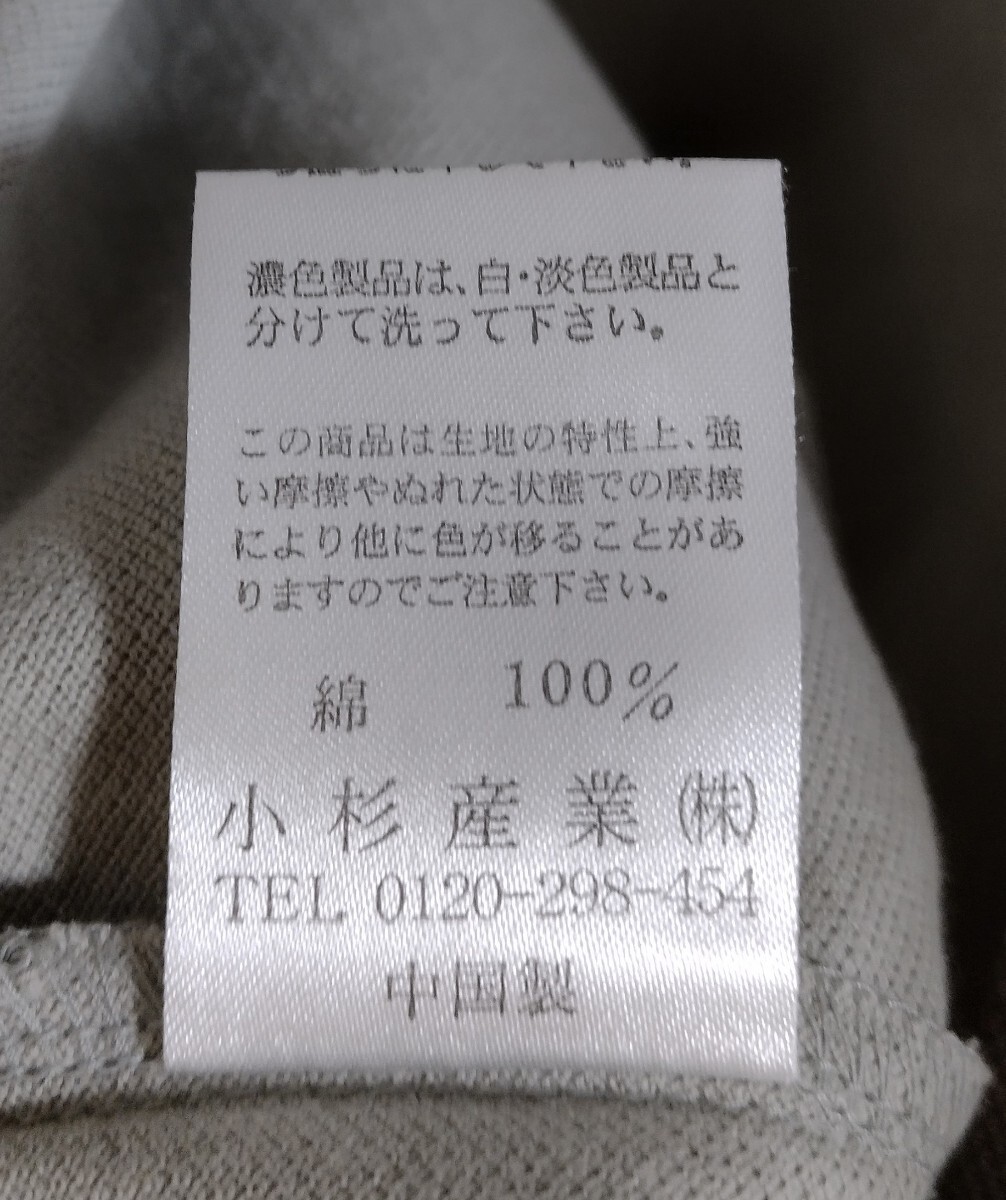 濃色製品は、白・淡色製品と
分けて洗って下さい。
この商品は生地の特性上、強
い摩擦やぬれた状態での摩擦
により他に色が移ることがあ
りますのでご注意下さい。
綿 100%
小杉産業㈱
TEL 0120-298-454
中国製